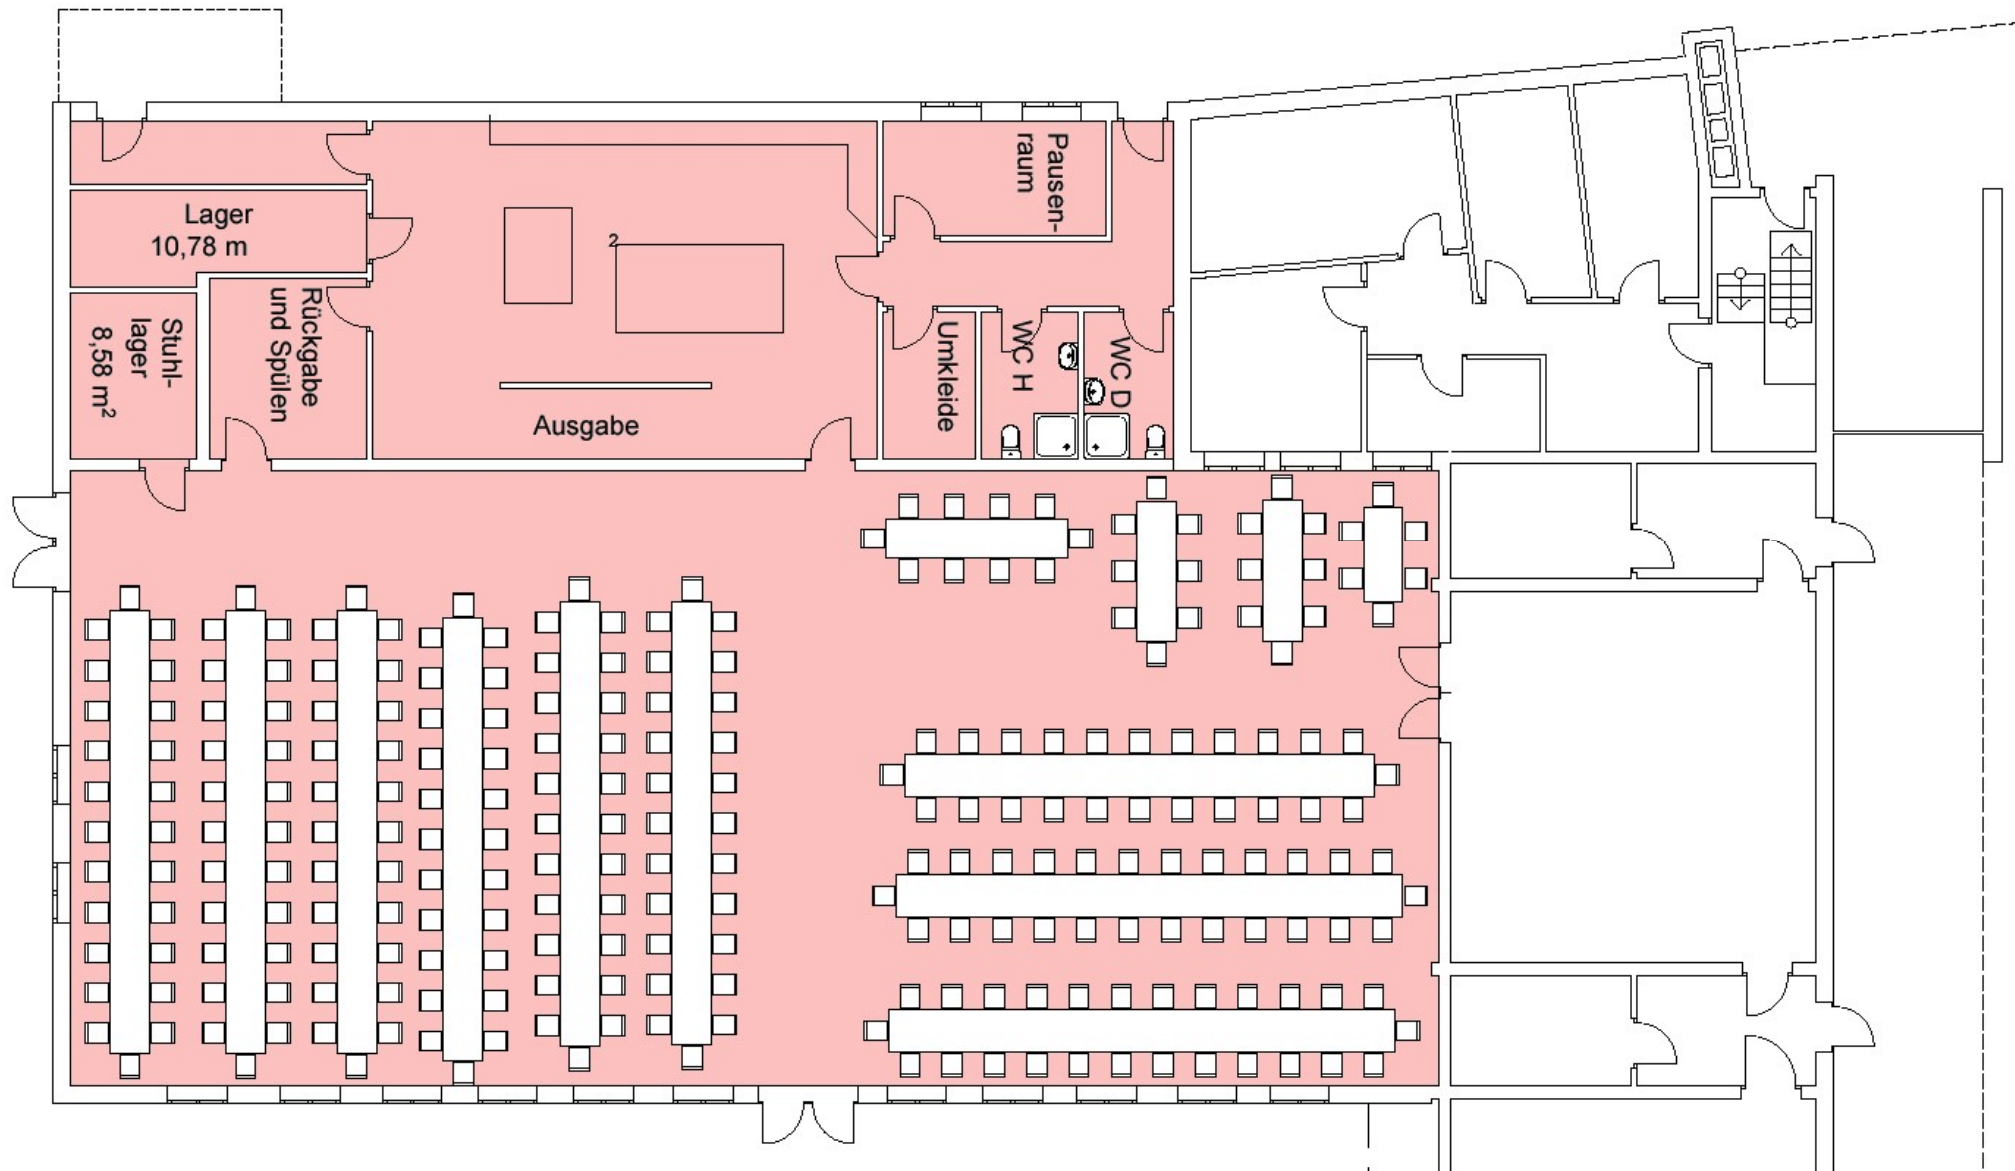 Lager
10,78 m
2
Stuhl-
lager
8,58 m²
Rückgabe
und Spülen
Ausgabe
Pausen-
raum
Umkleide
WC H
WC D